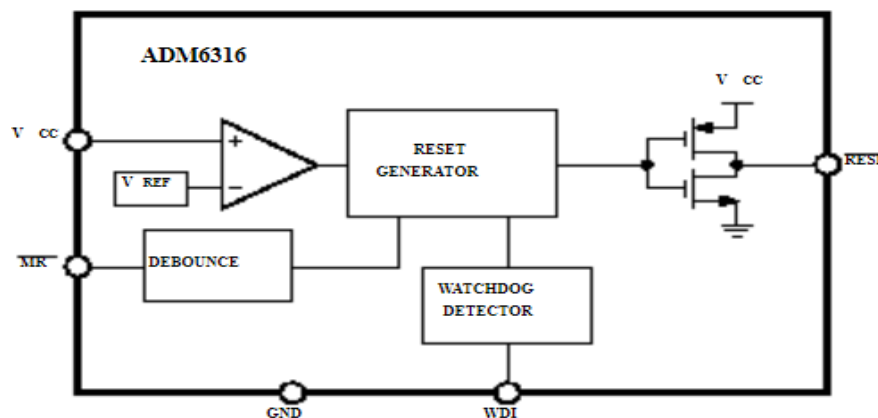 ADM6316
V CC
V CC
RESET
GENERATOR
+
V REF
−
MR
DEBOUNCE
WATCHDOG
DETECTOR
GND
WDI